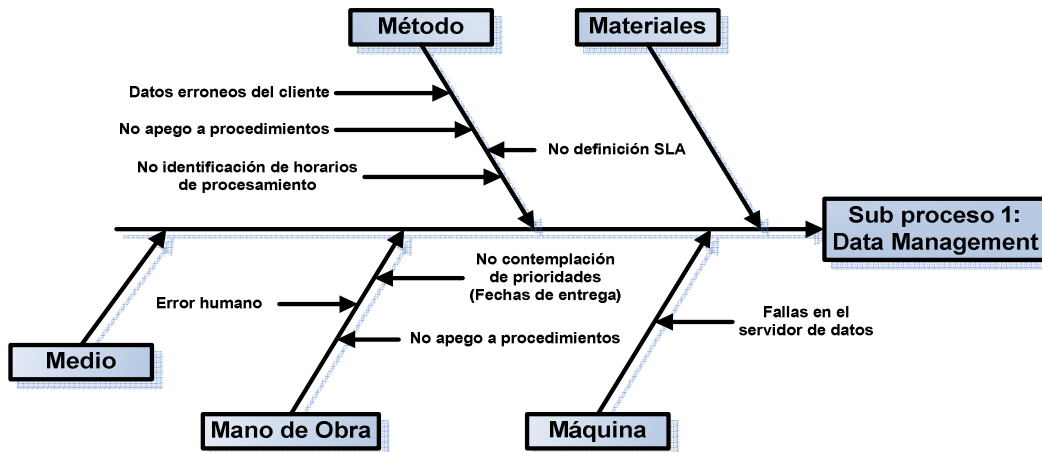 Método
Materiales
Datos erroneos del cliente
No apego a procedimientos
No definición SLA
No identificación de horarios
de procesamiento
Sub proceso 1:
Data Management
No contemplación
de prioridades
(Fechas de entrega)
Error humano
Fallas en el
servidor de datos
No apego a procedimientos
Medio
Mano de Obra
Máquina